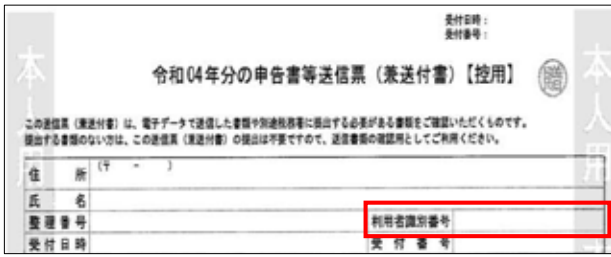 受付日時：
受付番号：
令和04年分の申告書等送信票（兼送付書）【控用】
贈
本人用
本人用
この送信票（兼送付書）は、電子データで送信した書類や別途税務署に提出する必要がある書類をご確認いただくものです。
提出する書類のない方は、この送信票（兼送付書）の提出は不要ですので、送信書類の確認用としてご利用ください。
住所
（〒 - ）
氏名
整理番号
利用者識別番号
受付日時
受付番号